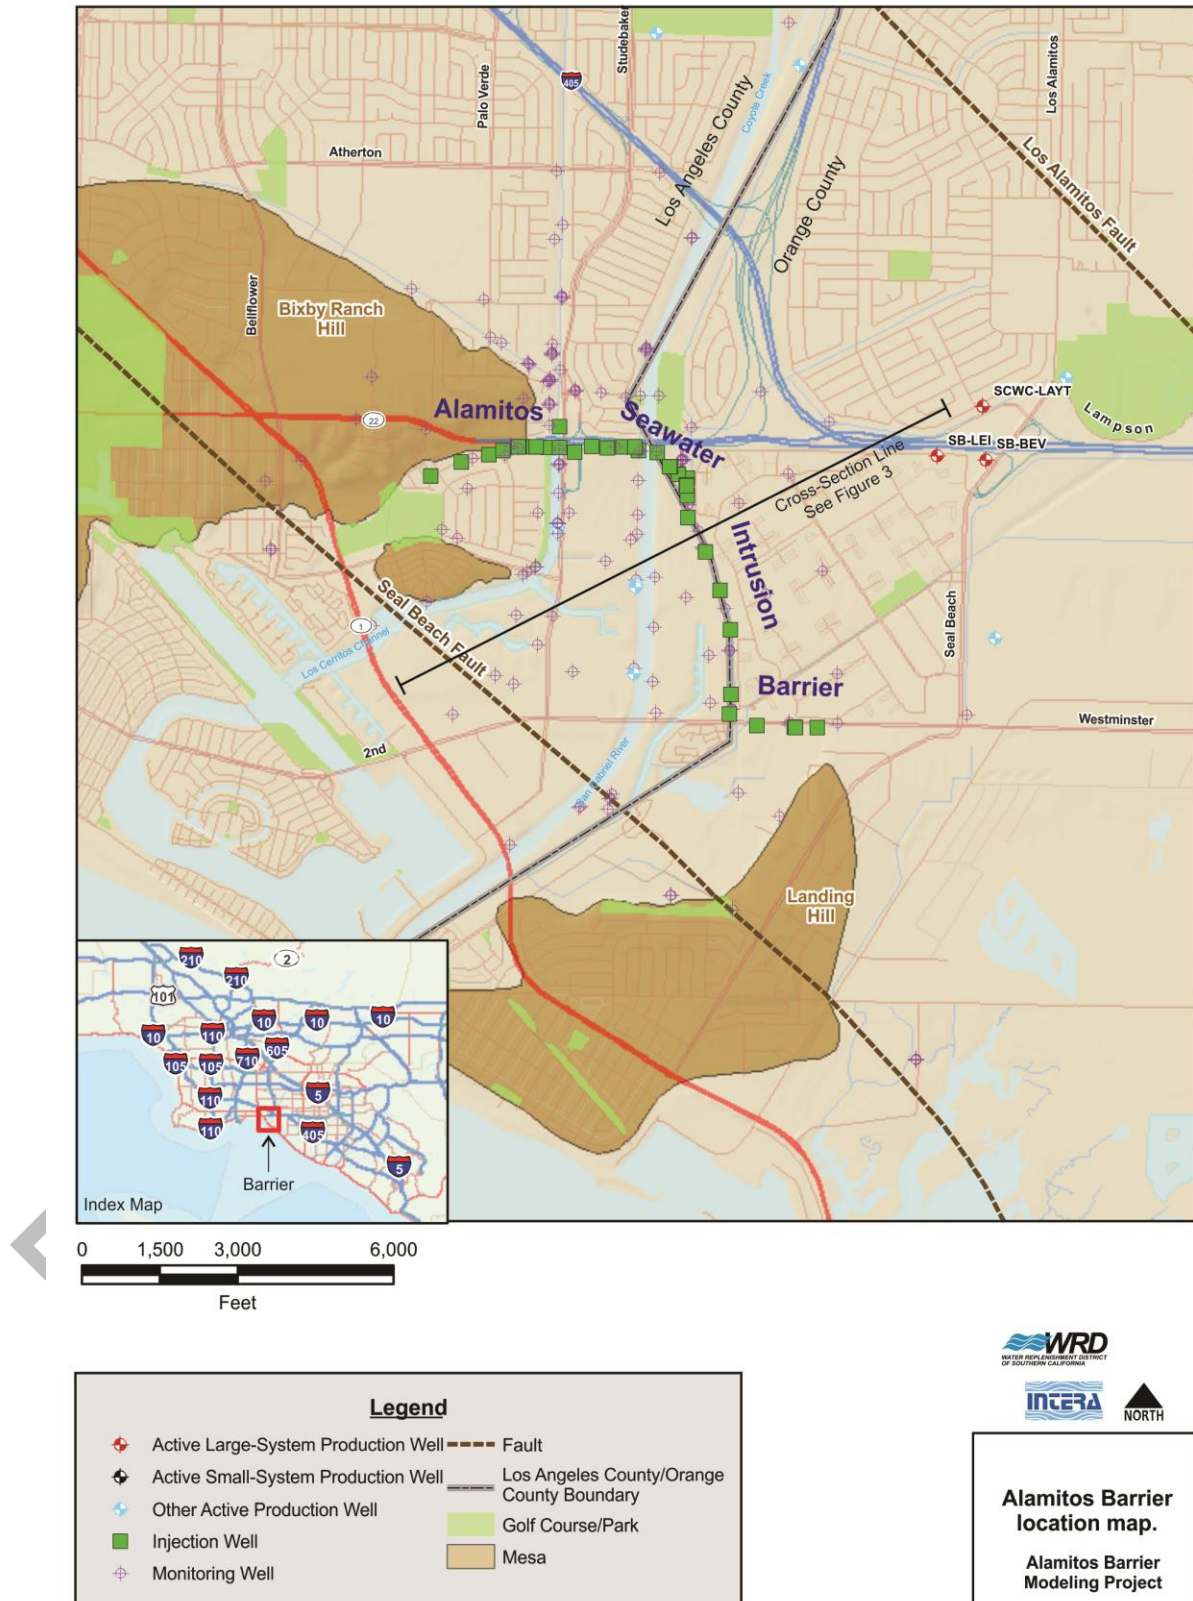 Studebaker
Palo Verde
405
Los Angeles County
Coyote Creek
Los Alamitos
Atherton
Orange County
Los Alamitos Fault
Bellflower
Bixby Ranch
Hill
Alamitos
Seawater
Intrusion
Barrier
22
SCWC-LAYT
Lampson
SB-LEI
SB-BEV
Cross-Section Line
See Figure 3
Seal Beach Fault
1
Los Cerritos Channel
Seal Beach
Westminster
2nd
San Gabriel River
Landing
Hill
210
2
210
101
10
110
10
10
10
105
105
710
605
110
5
110
405
5
Barrier
Index Map
0 1,500 3,000 6,000
Feet
WRD
WATER REPLENISHMENT DISTRICT
OF SOUTHERN CALIFORNIA
INTERA
NORTH
Legend
Active Large-System Production Well
Active Small-System Production Well
Other Active Production Well
Injection Well
Monitoring Well
Fault
Los Angeles County/Orange
County Boundary
Golf Course/Park
Mesa
Alamitos Barrier
location map.
Alamitos Barrier
Modeling Project